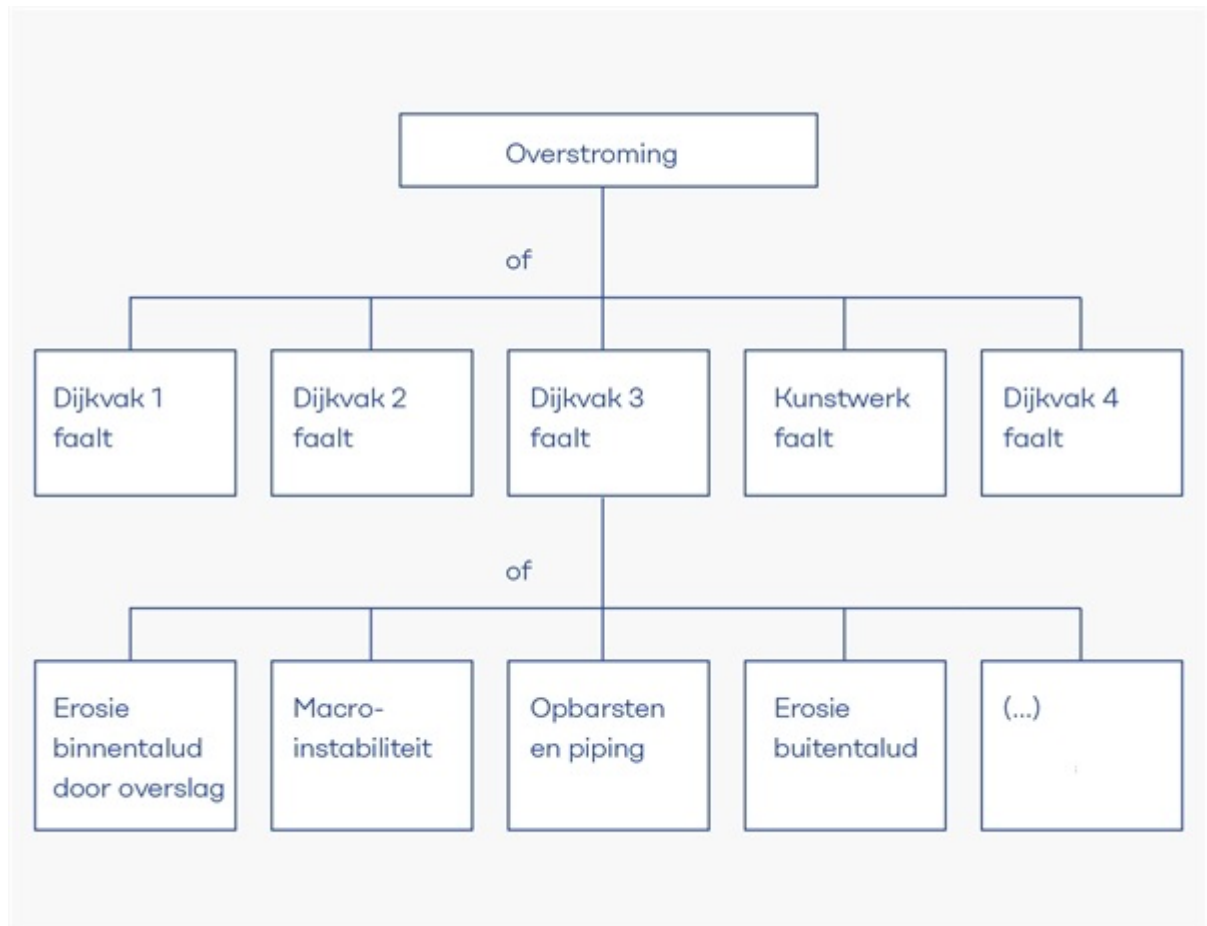 Overstroming
of
Dijkvak 1
faalt
Dijkvak 2
faalt
Dijkvak 3
faalt
Kunstwerk
faalt
Dijkvak 4
faalt
of
Erosie
binnentalud
door overslag
Macro-
instabiliteit
Opbarsten
en piping
Erosie
buitentalud
(...)